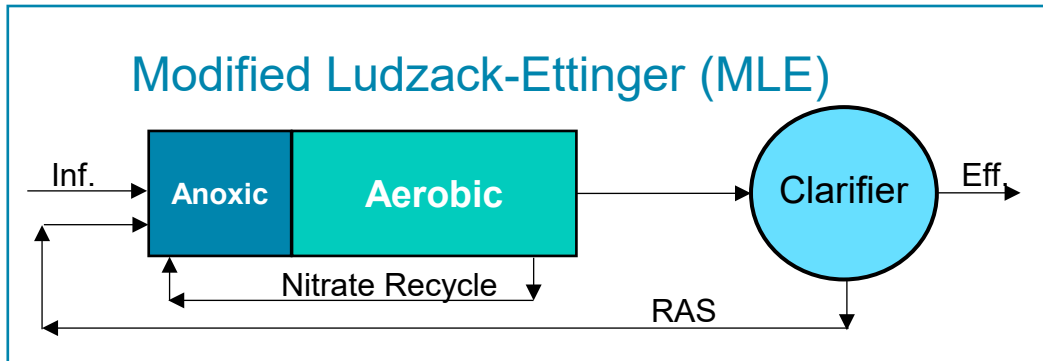 Modified Ludzack-Ettinger (MLE)
Inf.
Anoxic
Aerobic
Clarifier
Eff.
Nitrate Recycle
RAS